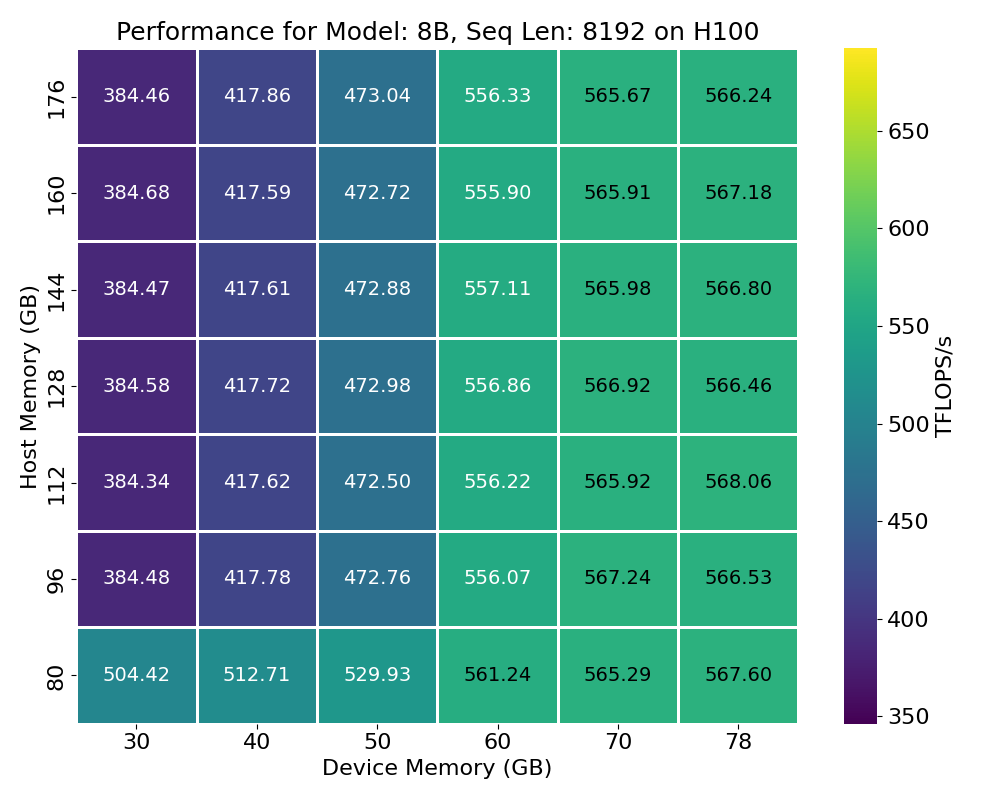 Performance for Model: 8B, Seq Len: 8192 on H100
Host Memory (GB)
176 384.46 417.86 473.04 556.33 565.67 566.24
160 384.68 417.59 472.72 555.90 565.91 567.18
144 384.47 417.61 472.88 557.11 565.98 566.80
128 384.58 417.72 472.98 556.86 566.92 566.46
112 384.34 417.62 472.50 556.22 565.92 568.06
96 384.48 417.78 472.76 556.07 567.24 566.53
80 504.42 512.71 529.93 561.24 565.29 567.60
30 40 50 60 70 78
Device Memory (GB)
650
600
550
500
450
400
350
TFLOPS/s